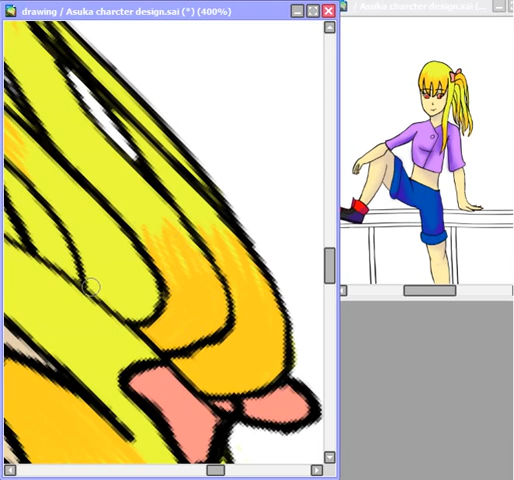 drawing / Asuka charcter design.sai (*) (400%)
/ Asuka charcter design.sai (...